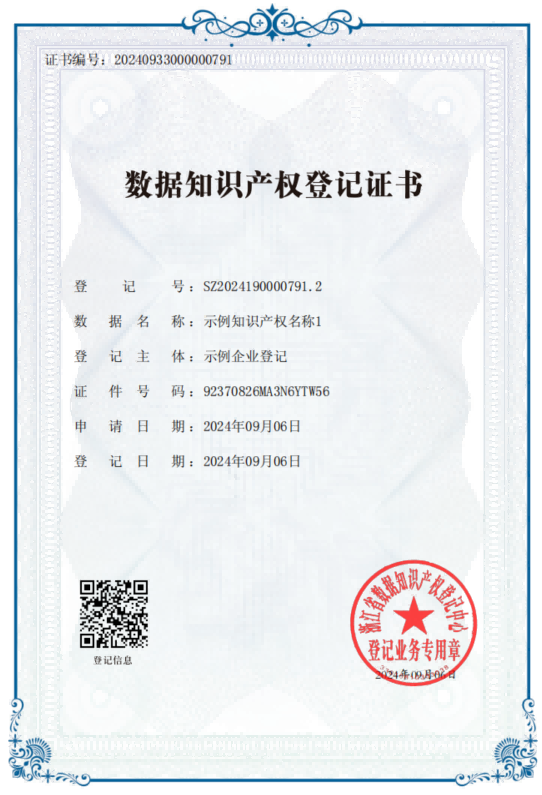 证书编号：20240933000000791
数据知识产权登记证书
登记号：SZ2024190000791.2
数据名称：示例知识产权名称1
登记主体：示例企业登记
证件号码：92370826MA3N6YTW56
申请日期：2024年09月06日
登记日期：2024年09月06日
浙江省数据知识产权登记中心
登记业务专用章
2024年09月06日
登记信息